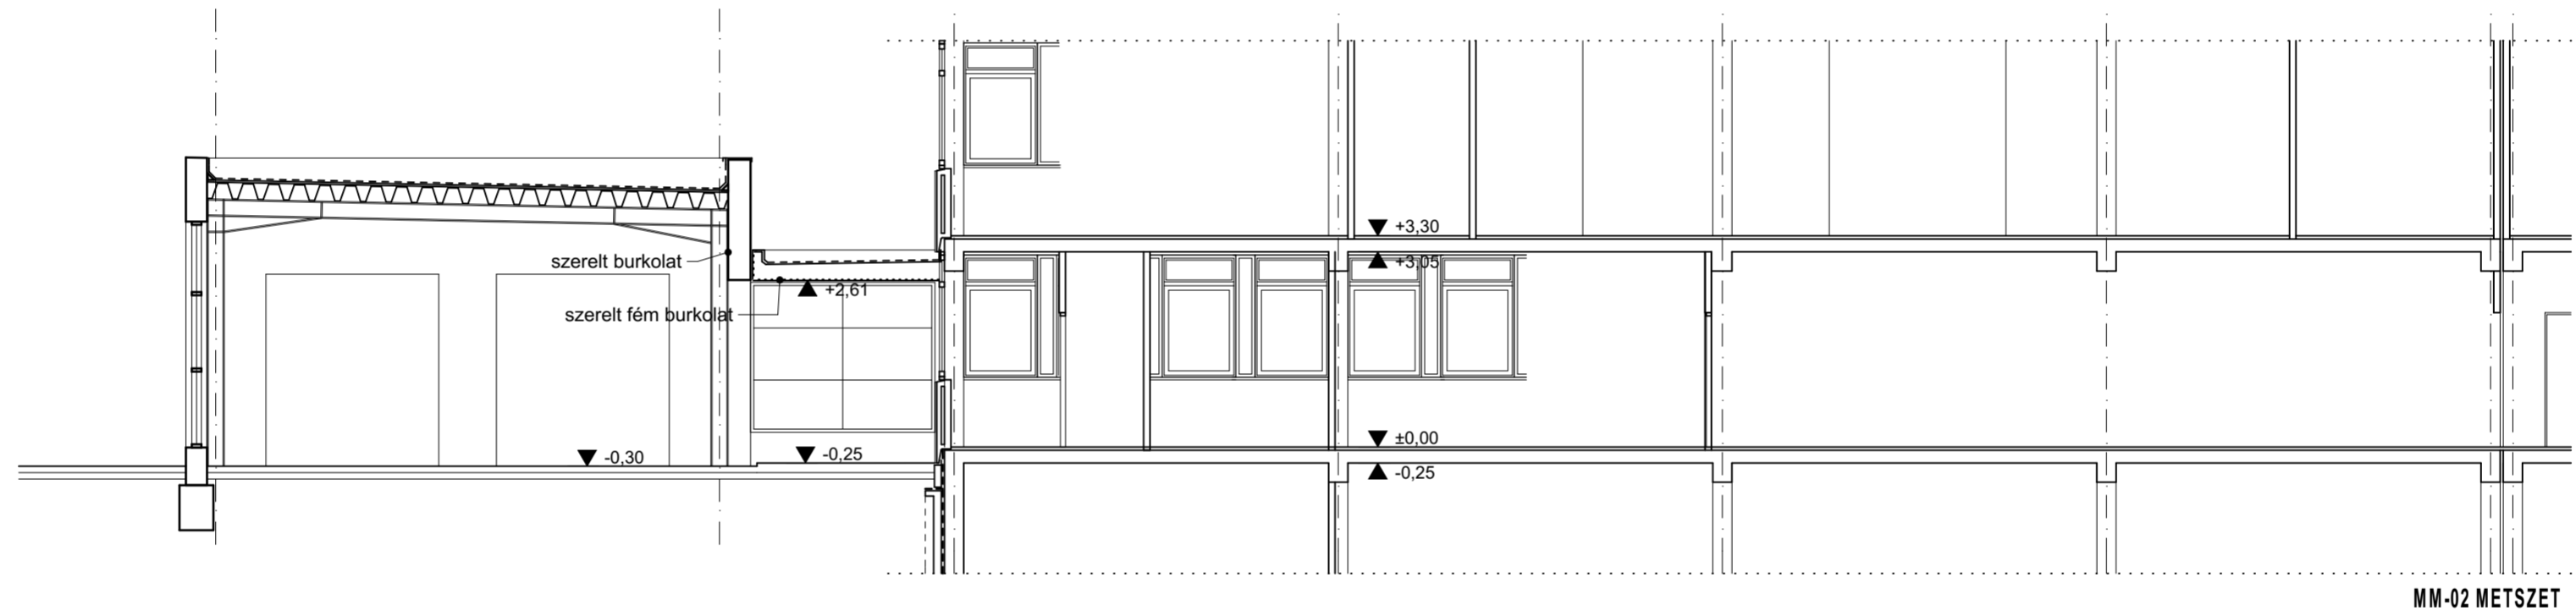 +3,30
szerelt burkolat
+3,05
+2,61
szerelt fém burkolat
±0,00
-0,30
-0,25
-0,25
MM-02 METSZET